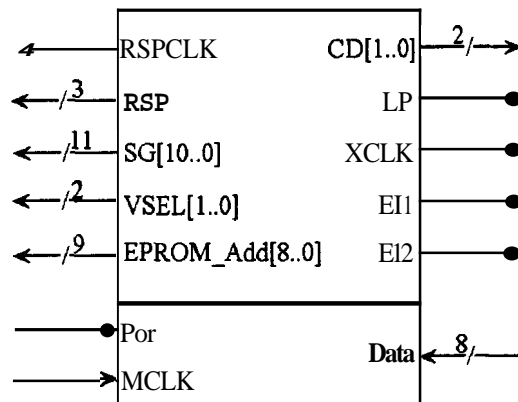 RSPCLK CD[1..0] 2/
/3 RSP LP
/11 SG[10..0] XCLK
/2 VSEL[1..0] EI1
/9 EPROM_Add[8..0] El2
Por
Data 8/
MCLK